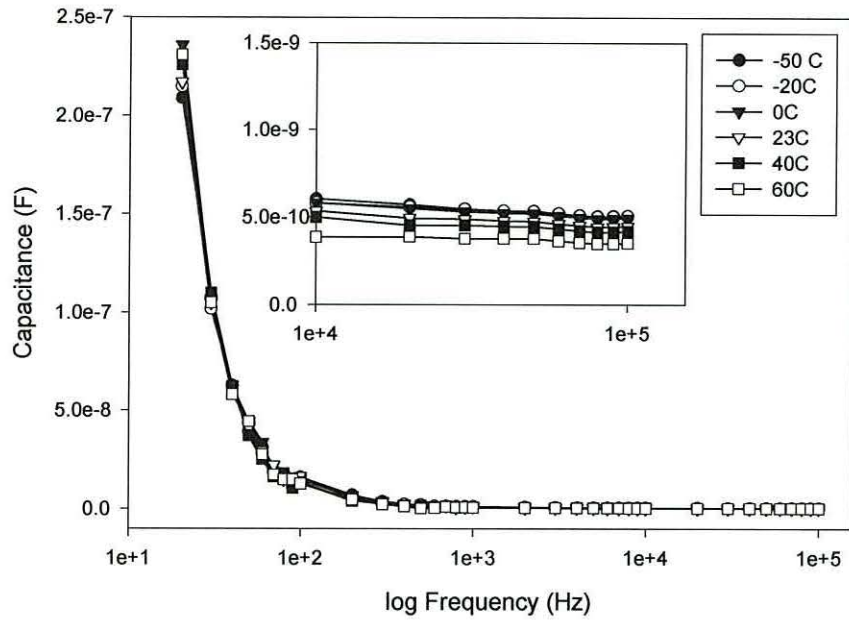 2.5e-7
2.0e-7
1.5e-7
1.0e-7
5.0e-8
0.0
Capacitance (F)
1e+1
1e+2
1e+3
1e+4
1e+5
log Frequency (Hz)
1.5e-9
1.0e-9
5.0e-10
0.0
1e+4
1e+5
-50 C
-20C
0C
23C
40C
60C